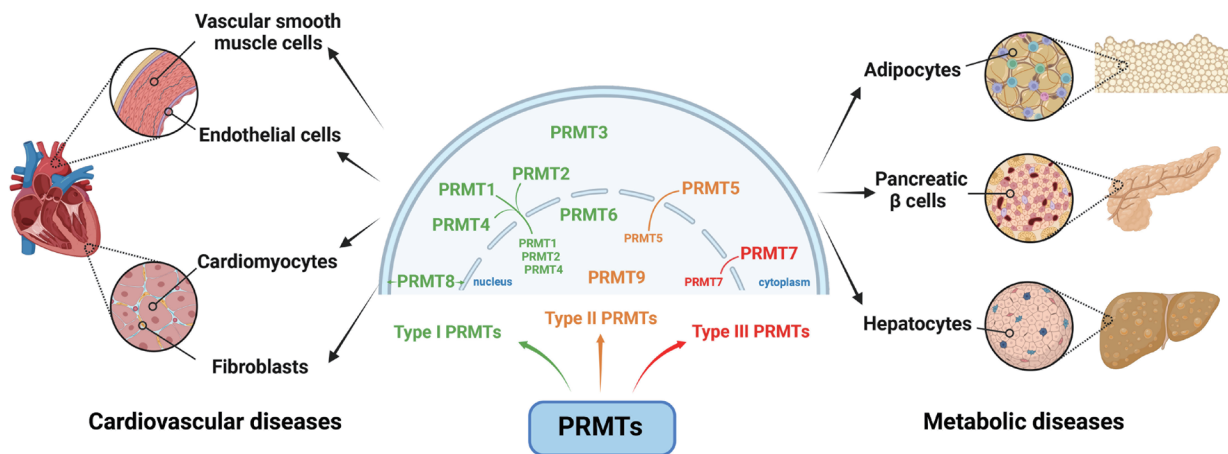 Vascular smooth
muscle cells
Endothelial cells
Cardiomyocytes
Fibroblasts
Cardiovascular diseases
PRMT3
PRMT2
PRMT1
PRMT4
PRMT6
PRMT5
PRMT5
PRMT1
PRMT2
PRMT4
PRMT7
PRMT7
PRMT8
nucleus
PRMT9
cytoplasm
Type I PRMTs
Type II PRMTs
Type III PRMTs
PRMTs
Adipocytes
Pancreatic
β cells
Hepatocytes
Metabolic diseases